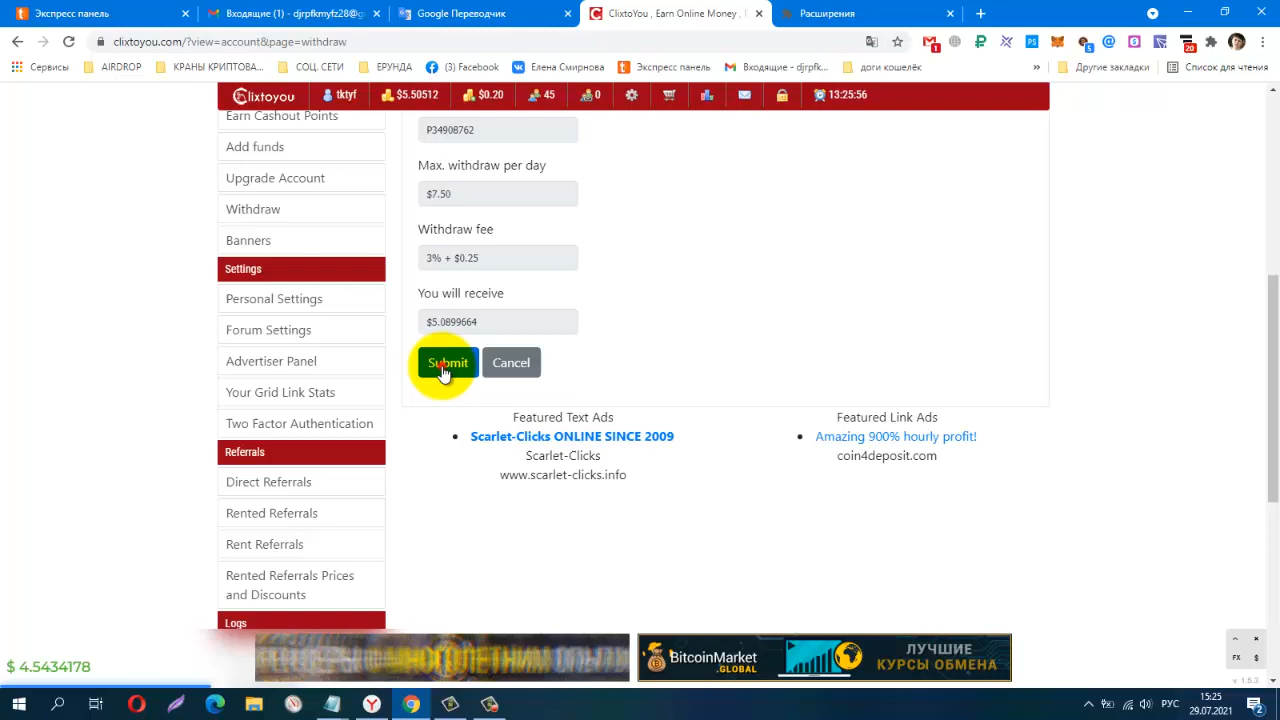 Экспресс панель
Входящие - djrpfkmyfz28@g
Google Переводчик
ClixtoYou , Earn Online Money , I
Расширения
clixtoyou.com/?view=account&page=withdraw
Сервисы
AIRDROP
КРАНЫ КРИПТОВА...
СОЦ. СЕТИ
ЕРУНДА
(3) Facebook
Елена Смирнова
Экспресс панель
Входящие - djrpfk...
доги кошелёк
»
Другие закладки
Список для чтения
Clixtoyou
tktyf
$5.50512
$0.20
45
0
13:25:56
Earn Cashout Points
Add funds
Upgrade Account
Withdraw
Banners
Settings
Personal Settings
Forum Settings
Advertiser Panel
Your Grid Link Stats
Two Factor Authentication
Referrals
Direct Referrals
Rented Referrals
Rent Referrals
Rented Referrals Prices
and Discounts
Logs
P34908762
Max. withdraw per day
$7.50
Withdraw fee
3% + $0.25
You will receive
$5.0899664
Submit
Cancel
Featured Text Ads
Scarlet-Clicks ONLINE SINCE 2009
Scarlet-Clicks
www.scarlet-clicks.info
Featured Link Ads
Amazing 900% hourly profit!
coin4deposit.com
BitcoinMarket
.GLOBAL
ЛУЧШИЕ
КУРСЫ ОБМЕНА
FX $
v 1.5.3
$ 4.5434178
РУС
15:25
29.07.2021
2